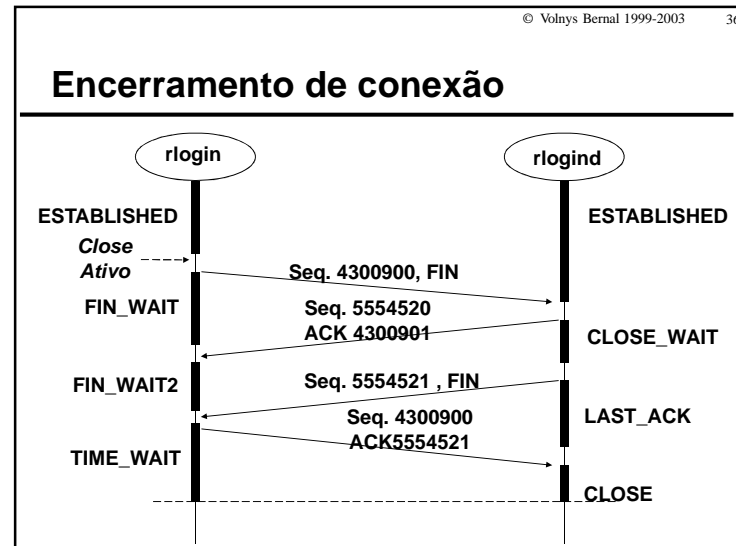 © Volnys Bernal 1999-2003 36
Encerramento de conexão
rlogin
rlogind
ESTABLISHED
ESTABLISHED
Close
Ativo
Seq. 4300900, FIN
FIN_WAIT
Seq. 5554520
ACK 4300901
CLOSE_WAIT
Seq. 5554521 , FIN
FIN_WAIT2
Seq. 4300900
ACK5554521
LAST_ACK
TIME_WAIT
CLOSE